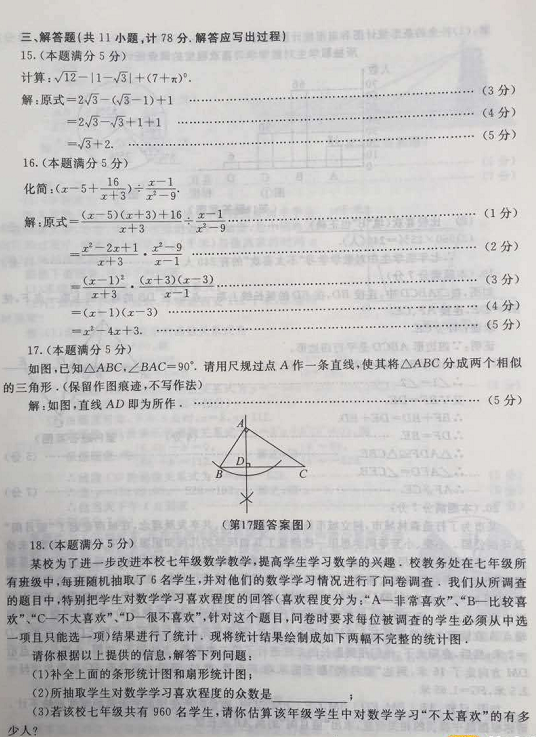 三、解答题(共 11 小题,计 78 分.解答应写出过程)
15.(本题满分 5 分)
计算:√12-|1-√3|+(7+π)⁰.
解:原式=2√3-(√3-1)+1 ……(3 分)
=2√3-√3+1+1 ……(4 分)
=√3+2. ……(5 分)
16.(本题满分 5 分)
化简:(x-5+16/(x+3))÷(x-1)/(x²-9).
解:原式=((x-5)(x+3)+16)/(x+3)÷(x-1)/(x²-9) ……(1 分)
=(x²-2x+1)/(x+3)·(x²-9)/(x-1) ……(2 分)
=(x-1)²/(x+3)·(x+3)(x-3)/(x-1) ……(3 分)
=(x-1)(x-3) ……(4 分)
=x²-4x+3. ……(5 分)
17.(本题满分 5 分)
如图,已知△ABC,∠BAC=90°.请用尺规过点 A 作一条直线,使其将△ABC 分成两个相似
的三角形.(保留作图痕迹,不写作法)
解:如图,直线 AD 即为所作. ……(5 分)
A
D
B C
(第17题答案图)
18.(本题满分 5 分)
某校为了进一步改进本校七年级数学教学,提高学生学习数学的兴趣.校教务处在七年级所
有班级中,每班随机抽取了 6 名学生,并对他们的数学学习情况进行了问卷调查.我们从所调查
的题目中,特别把学生对数学学习喜欢程度的回答(喜欢程度分为:“A—非常喜欢”、“B—比较喜
欢”、“C—不太喜欢”、“D—很不喜欢”,针对这个题目,问卷时要求每位被调查的学生必须从中选
一项且只能选一项)结果进行了统计.现将统计结果绘制成如下两幅不完整的统计图.
请你根据以上提供的信息,解答下列问题:
(1)补全上面的条形统计图和扇形统计图;
(2)所抽取学生对数学学习喜欢程度的众数是________;
(3)若该校七年级共有 960 名学生,请你估算该年级学生中对数学学习“不太喜欢”的有多
少人?